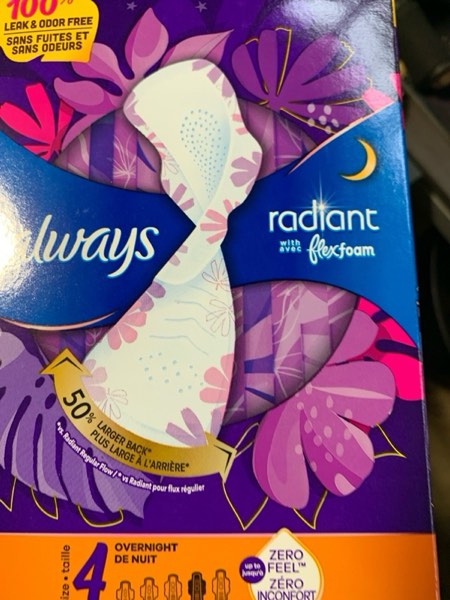 100%
LEAK & ODOR FREE
SANS FUITES ET
SANS ODEURS
always
radiant
with
avec
flexfoam
50%
LARGER BACK*
PLUS LARGE À L'ARRIÈRE*
*vs. Radiant Regular Flow / * vs Radiant pour flux régulier
size • taille
4
OVERNIGHT
DE NUIT
up to
jusqu'à
ZERO
FEEL™
ZÉRO
INCONFORT